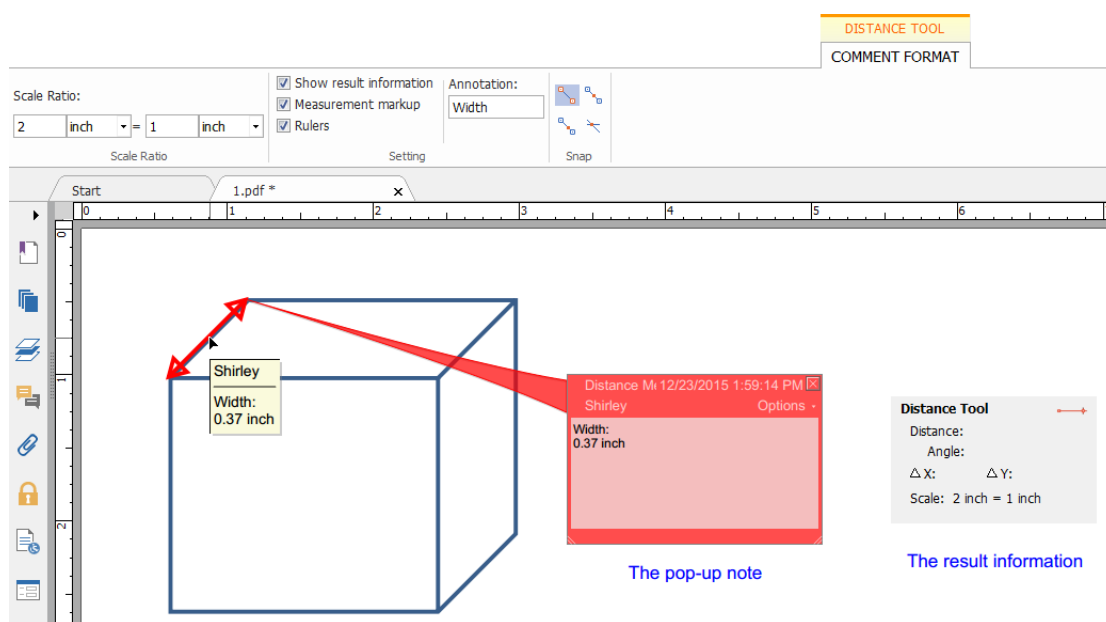 DISTANCE TOOL
COMMENT FORMAT
Scale Ratio:
2 inch = 1 inch
Scale Ratio
Show result information
Measurement markup
Rulers
Annotation:
Width
Setting
Snap
Start
1.pdf *
x
0 1 2 3 4 5 6
0
1
2
Shirley
Width:
0.37 inch
Distance Me 12/23/2015 1:59:14 PM
Shirley Options
Width:
0.37 inch
The pop-up note
Distance Tool
Distance:
Angle:
△ X: △ Y:
Scale: 2 inch = 1 inch
The result information